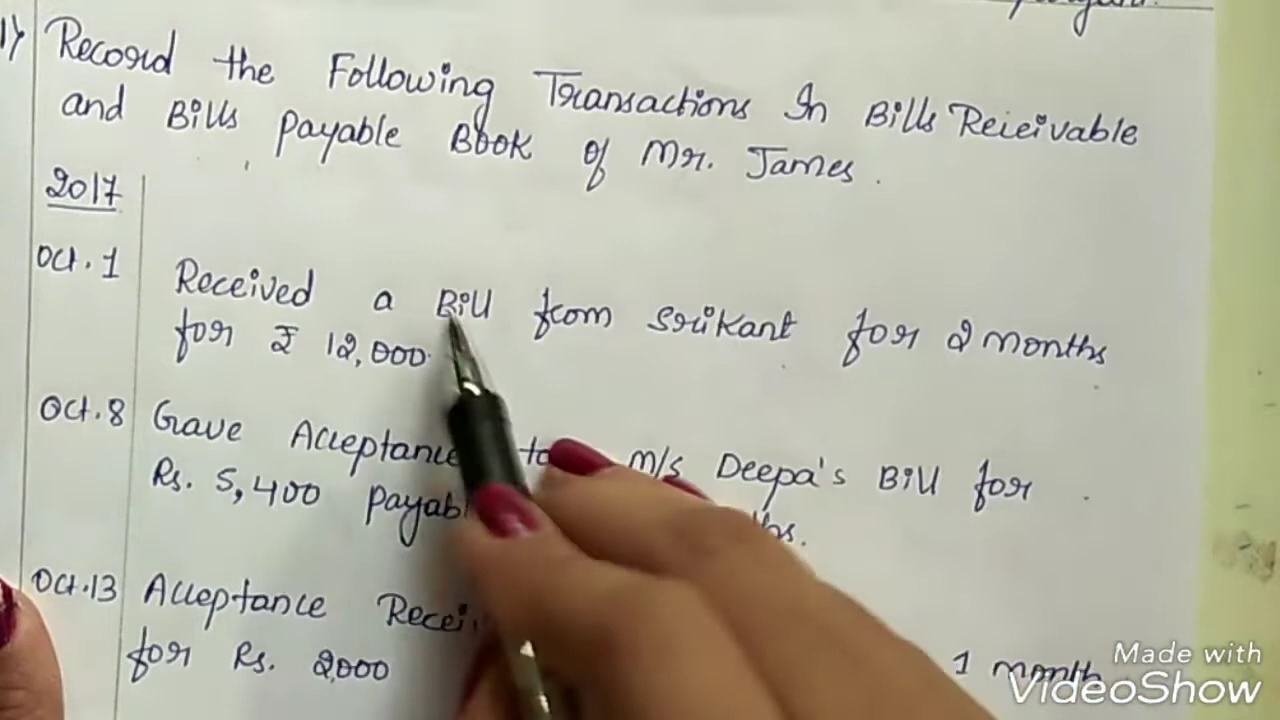 1) Record the Following Transactions In Bills Reieivable
and Bills payable Book of Mr. James.
2017
Oct. 1 Received a Bill from Srikant for 2 months
for ₹ 12,000.
Oct. 8 Gave Acceptance to M/s Deepa's Bill for
Rs. 5,400
Oct. 13 Acceptance
for Rs. 2000 1 month
Made with
VideoShow